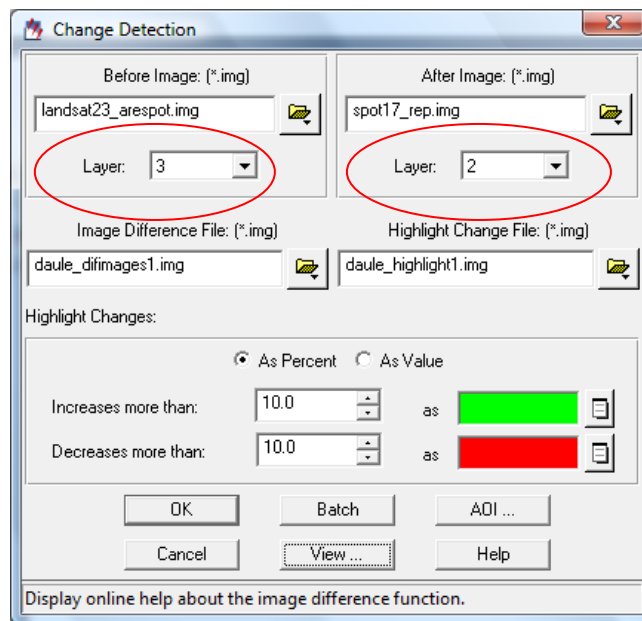 Change Detection
Before Image: (*.img)
After Image: (*.img)
landsat23_arespot.img
spot17_rep.img
Layer: 3
Layer: 2
Image Difference File: (*.img)
Highlight Change File: (*.img)
daule_difimages1.img
daule_highlight1.img
Highlight Changes:
As Percent As Value
Increases more than: 10.0 as
Decreases more than: 10.0 as
OK Batch AOI ...
Cancel View ... Help
Display online help about the image difference function.